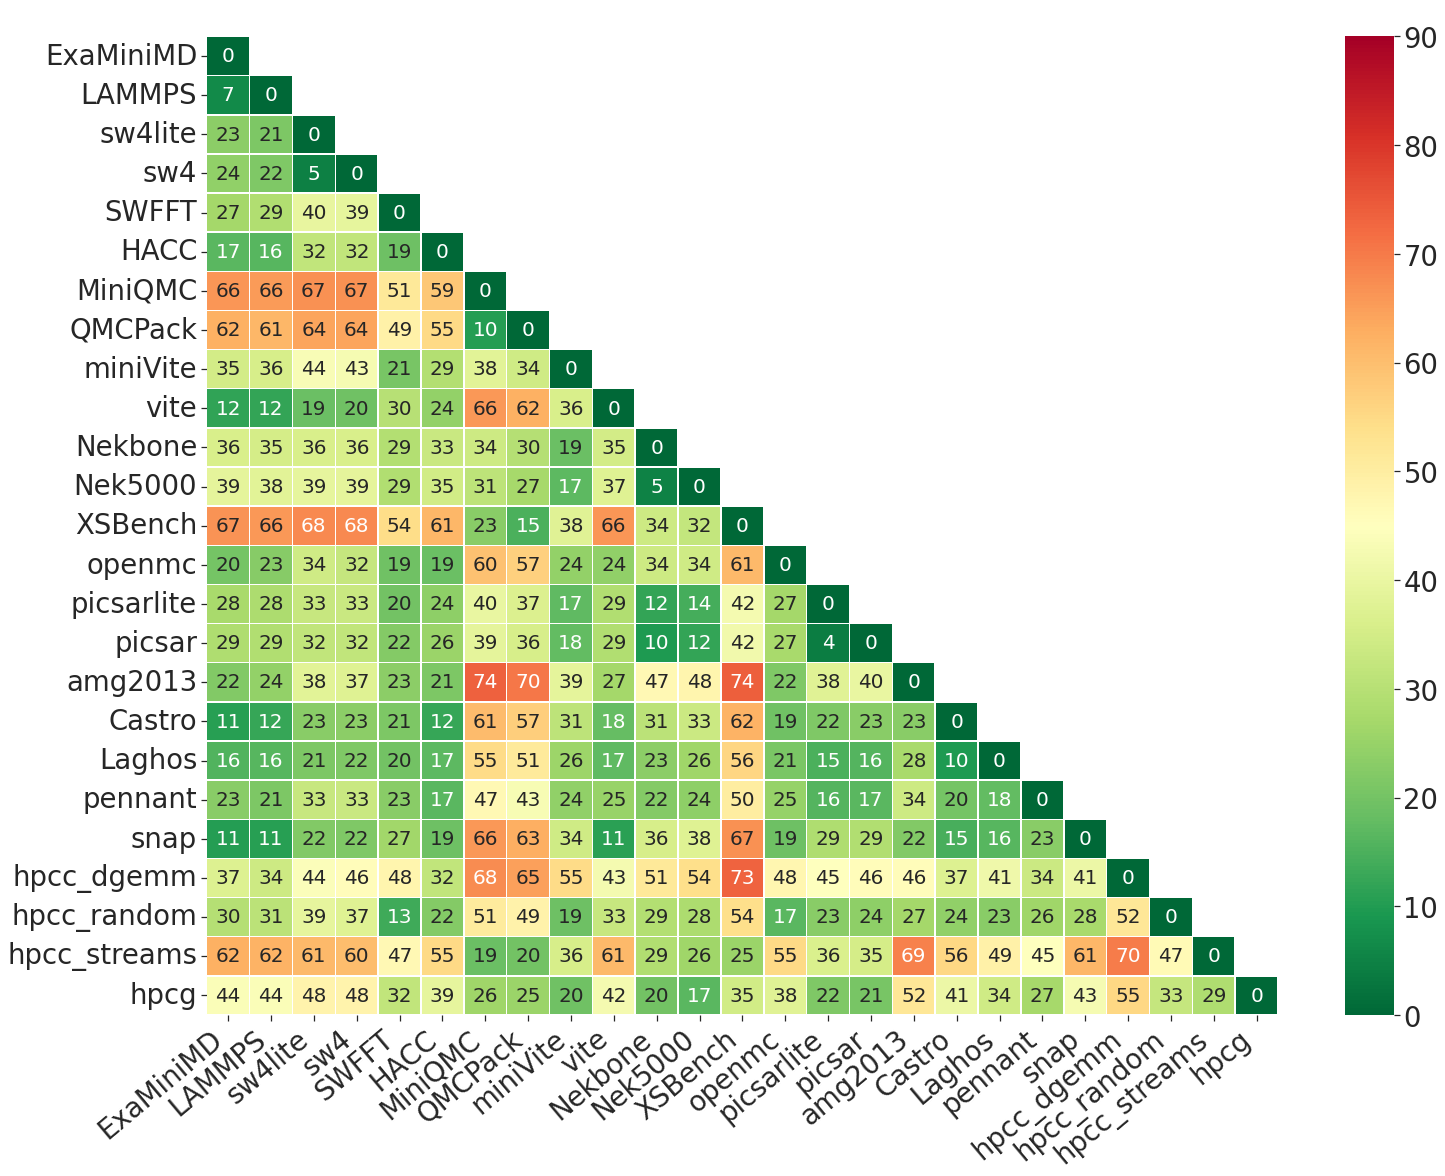 ExaMiniMD 0
LAMMPS 7 0
sw4lite 23 21 0
sw4 24 22 5 0
SWFFT 27 29 40 39 0
HACC 17 16 32 32 19 0
MiniQMC 66 66 67 67 51 59 0
QMCPack 62 61 64 64 49 55 10 0
miniVite 35 36 44 43 21 29 38 34 0
vite 12 12 19 20 30 24 66 62 36 0
Nekbone 36 35 36 36 29 33 34 30 19 35 0
Nek5000 39 38 39 39 29 35 31 27 17 37 5 0
XSBench 67 66 68 68 54 61 23 15 38 66 34 32 0
openmc 20 23 34 32 19 19 60 57 24 24 34 34 61 0
picsarlite 28 28 33 33 20 24 40 37 17 29 12 14 42 27 0
picsar 29 29 32 32 22 26 39 36 18 29 10 12 42 27 4 0
amg2013 22 24 38 37 23 21 74 70 39 27 47 48 74 22 38 40 0
Castro 11 12 23 23 21 12 61 57 31 18 31 33 62 19 22 23 23 0
Laghos 16 16 21 22 20 17 55 51 26 17 23 26 56 21 15 16 28 10 0
pennant 23 21 33 33 23 17 47 43 24 25 22 24 50 25 16 17 34 20 18 0
snap 11 11 22 22 27 19 66 63 34 11 36 38 67 19 29 29 22 15 16 23 0
hpcc_dgemm 37 34 44 46 48 32 68 65 55 43 51 54 73 48 45 46 46 37 41 34 41 0
hpcc_random 30 31 39 37 13 22 51 49 19 33 29 28 54 17 23 24 27 24 23 26 28 52 0
hpcc_streams 62 62 61 60 47 55 19 20 36 61 29 26 25 55 36 35 69 56 49 45 61 70 47 0
hpcg 44 44 48 48 32 39 26 25 20 42 20 17 35 38 22 21 52 41 34 27 43 55 33 29 0
ExaMiniMD
LAMMPS
sw4lite
sw4
SWFFT
HACC
MiniQMC
QMCPack
miniVite
vite
Nekbone
Nek5000
XSBench
openmc
picsarlite
picsar
amg2013
Castro
Laghos
pennant
snap
hpcc_dgemm
hpcc_random
hpcc_streams
hpcg
90
80
70
60
50
40
30
20
10
0